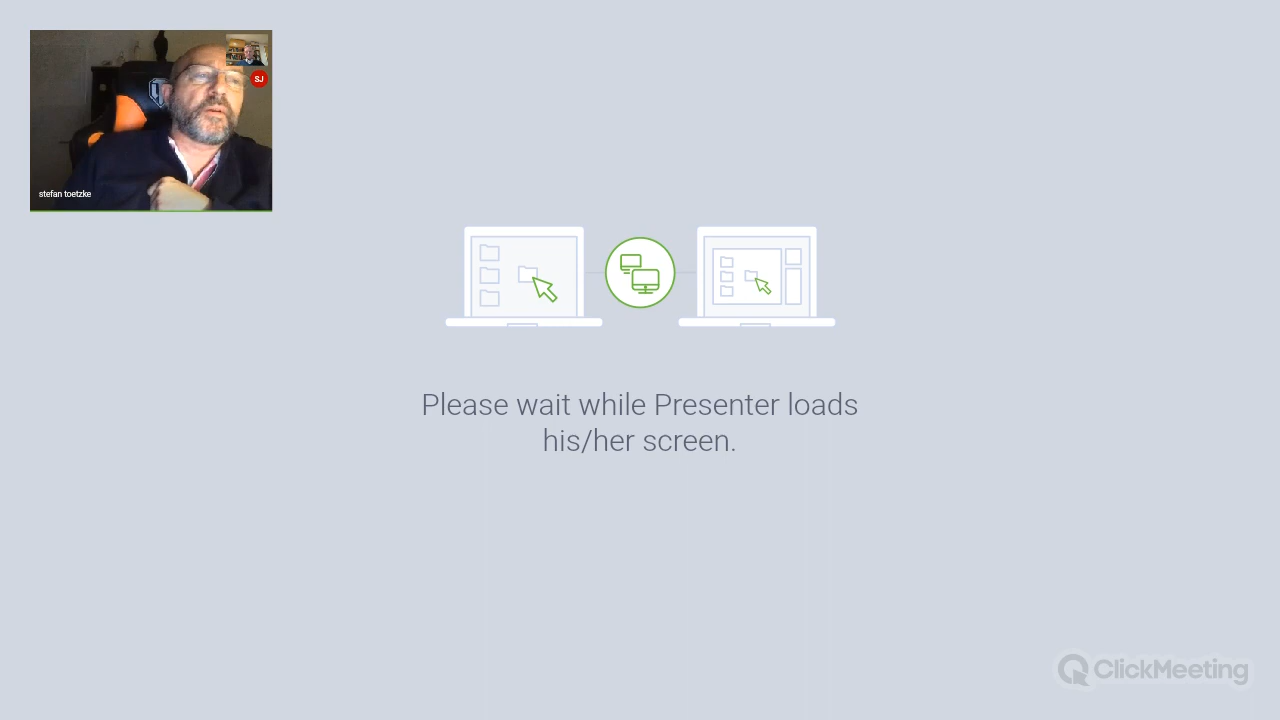 SJ
stefan toetzke
Please wait while Presenter loads
his/her screen.
ClickMeeting